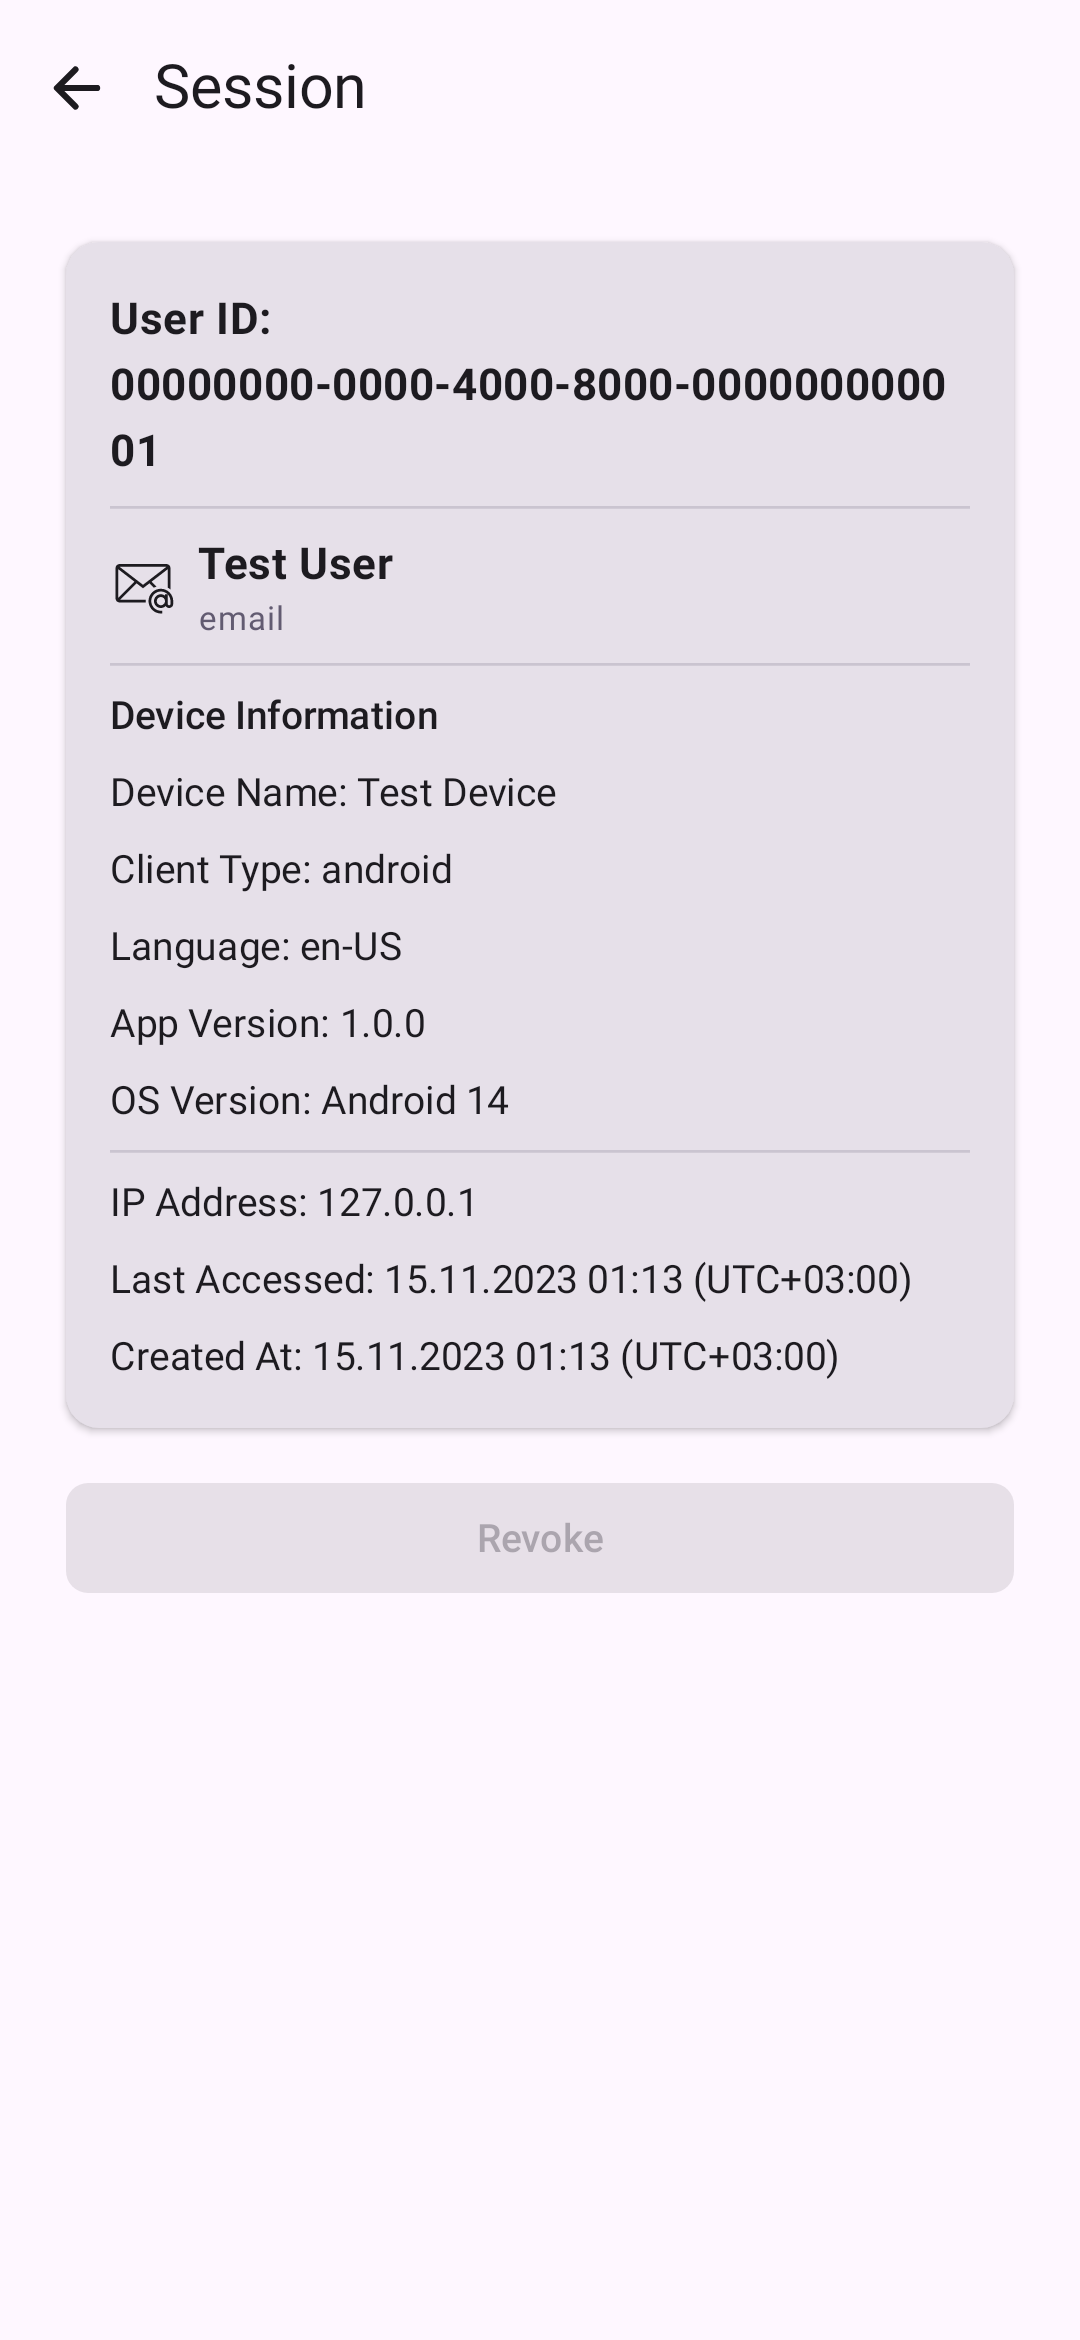 Session
User ID:
00000000-0000-4000-8000-0000000000
01
Test User
email
Device Information
Device Name: Test Device
Client Type: android
Language: en-US
App Version: 1.0.0
OS Version: Android 14
IP Address: 127.0.0.1
Last Accessed: 15.11.2023 01:13 (UTC+03:00)
Created At: 15.11.2023 01:13 (UTC+03:00)
Revoke